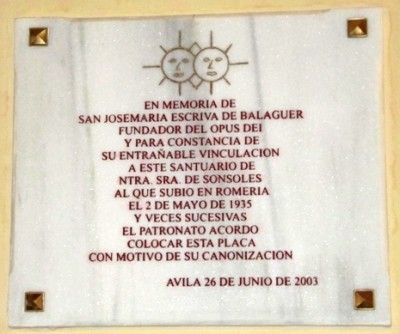 EN MEMORIA DE
SAN JOSEMARIA ESCRIVA DE BALAGUER
FUNDADOR DEL OPUS DEI
Y PARA CONSTANCIA DE
SU ENTRAÑABLE VINCULACION
A ESTE SANTUARIO DE
NTRA. SRA. DE SONSOLES
AL QUE SUBIO EN ROMERIA
EL 2 DE MAYO DE 1935
Y VECES SUCESIVAS
EL PATRONATO ACORDO
COLOCAR ESTA PLACA
CON MOTIVO DE SU CANONIZACION
AVILA 26 DE JUNIO DE 2003